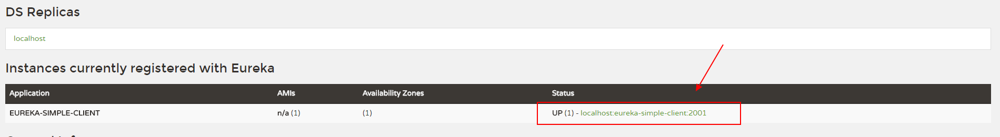 DS Replicas
localhost
Instances currently registered with Eureka
Application AMIs Availability Zones Status
EUREKA-SIMPLE-CLIENT n/a (1) (1) UP (1) - localhost:eureka-simple-client:2001